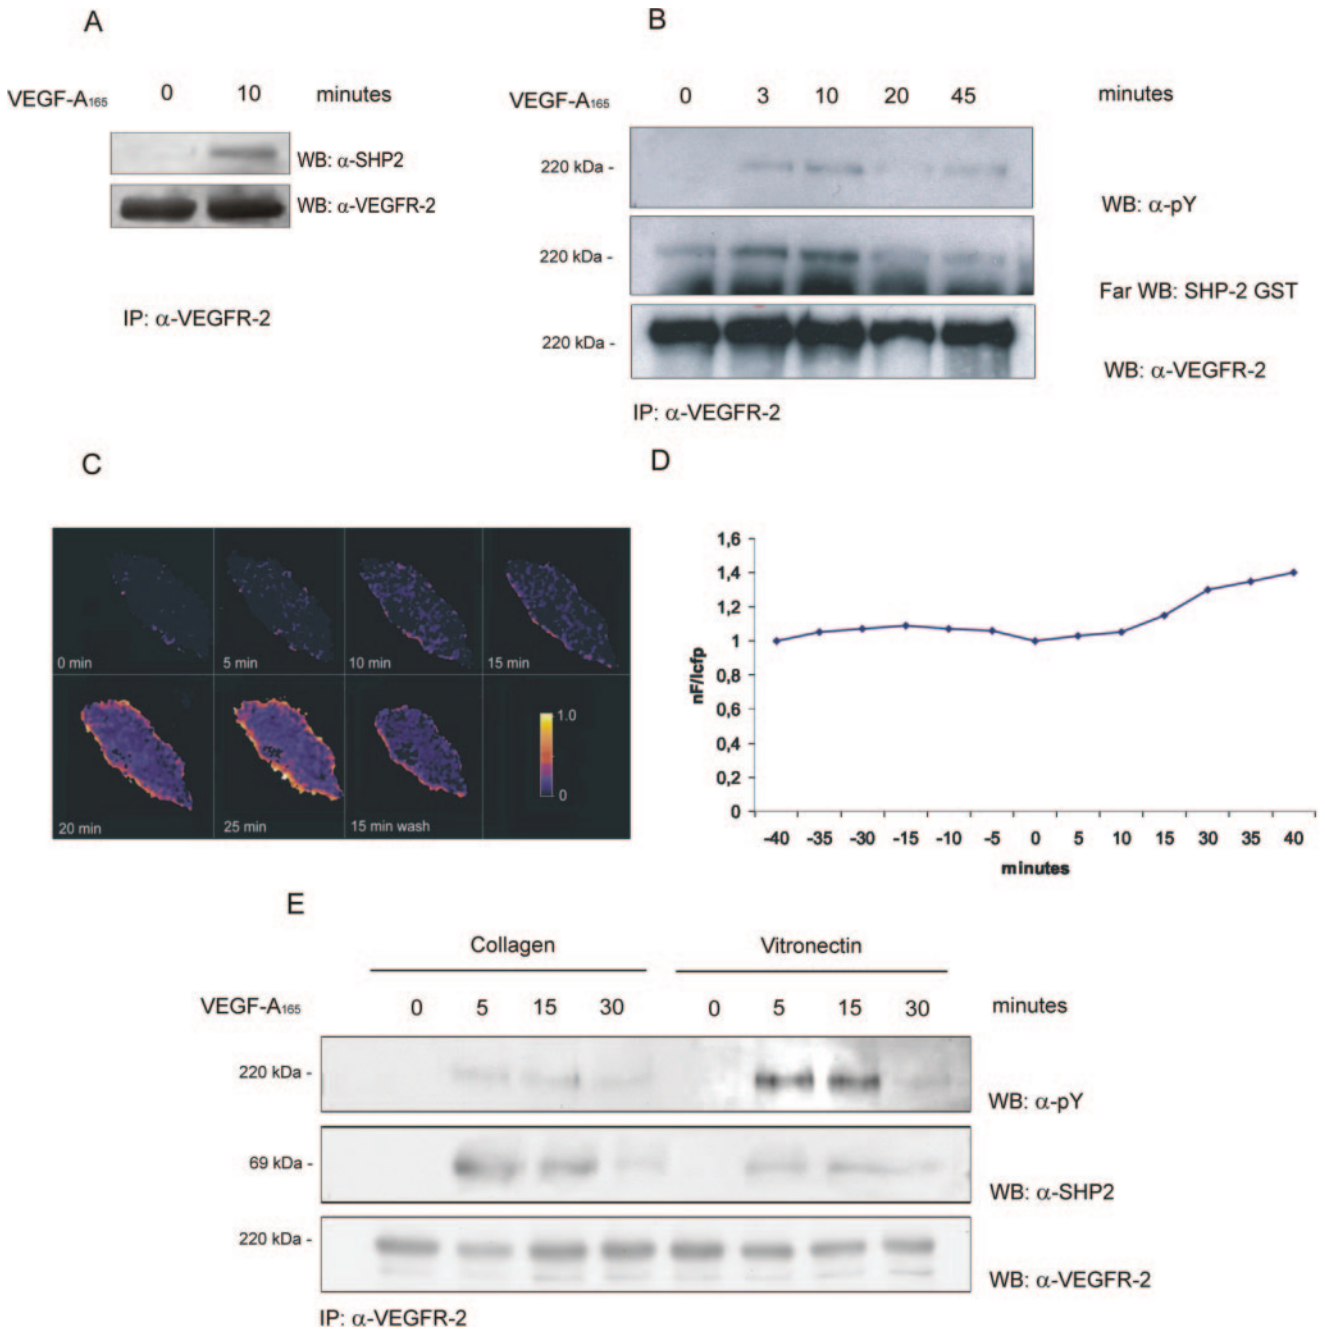 A
VEGF-A165 0 10 minutes
WB: α-SHP2
WB: α-VEGFR-2
IP: α-VEGFR-2
B
VEGF-A165 0 3 10 20 45 minutes
220 kDa -
WB: α-pY
220 kDa -
Far WB: SHP-2 GST
220 kDa -
WB: α-VEGFR-2
IP: α-VEGFR-2
C
0 min 5 min 10 min 15 min
20 min 25 min 15 min wash
1.0
0
D
1,6
1,4
1,2
1
0,8
0,6
0,4
0,2
0
nF/Icfp
-40 -35 -30 -15 -10 -5 0 5 10 15 30 35 40
minutes
E
Collagen Vitronectin
VEGF-A165 0 5 15 30 0 5 15 30 minutes
220 kDa -
WB: α-pY
69 kDa -
WB: α-SHP2
220 kDa -
WB: α-VEGFR-2
IP: α-VEGFR-2